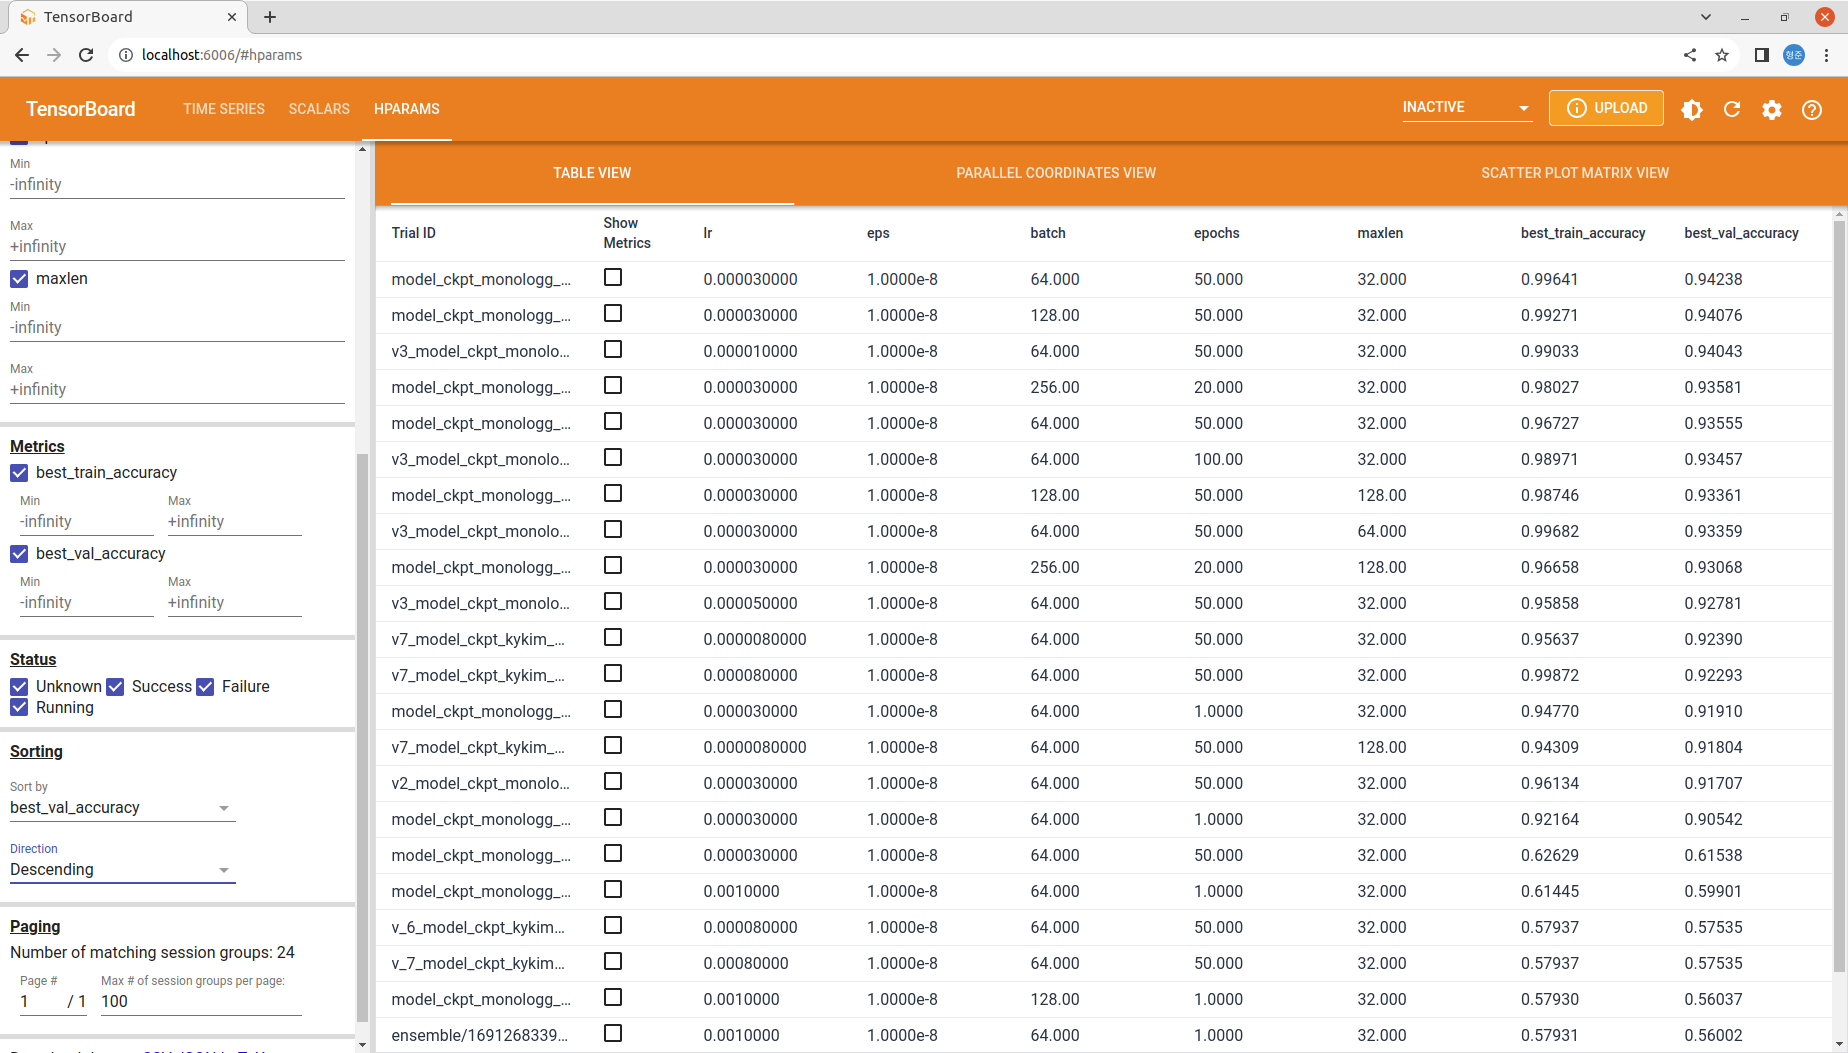 TensorBoard
localhost:6006/#hparams
형준
TensorBoard TIME SERIES SCALARS HPARAMS INACTIVE UPLOAD
Min
-infinity
Max
+infinity
maxlen
Min
-infinity
Max
+infinity
Metrics
best_train_accuracy
Min Max
-infinity +infinity
best_val_accuracy
Min Max
-infinity +infinity
Status
Unknown Success Failure
Running
Sorting
Sort by
best_val_accuracy
Direction
Descending
Paging
Number of matching session groups: 24
Page # Max # of session groups per page:
1 / 1 100
TABLE VIEW PARALLEL COORDINATES VIEW SCATTER PLOT MATRIX VIEW
Trial ID Show Metrics lr eps batch epochs maxlen best_train_accuracy best_val_accuracy
model_ckpt_monologg_... 0.000030000 1.0000e-8 64.000 50.000 32.000 0.99641 0.94238
model_ckpt_monologg_... 0.000030000 1.0000e-8 128.00 50.000 32.000 0.99271 0.94076
v3_model_ckpt_monolo... 0.000010000 1.0000e-8 64.000 50.000 32.000 0.99033 0.94043
model_ckpt_monologg_... 0.000030000 1.0000e-8 256.00 20.000 32.000 0.98027 0.93581
model_ckpt_monologg_... 0.000030000 1.0000e-8 64.000 50.000 32.000 0.96727 0.93555
v3_model_ckpt_monolo... 0.000030000 1.0000e-8 64.000 100.00 32.000 0.98971 0.93457
model_ckpt_monologg_... 0.000030000 1.0000e-8 128.00 50.000 128.00 0.98746 0.93361
v3_model_ckpt_monolo... 0.000030000 1.0000e-8 64.000 50.000 64.000 0.99682 0.93359
model_ckpt_monologg_... 0.000030000 1.0000e-8 256.00 20.000 128.00 0.96658 0.93068
v3_model_ckpt_monolo... 0.000050000 1.0000e-8 64.000 50.000 32.000 0.95858 0.92781
v7_model_ckpt_kykim_... 0.0000080000 1.0000e-8 64.000 50.000 32.000 0.95637 0.92390
v7_model_ckpt_kykim_... 0.000080000 1.0000e-8 64.000 50.000 32.000 0.99872 0.92293
model_ckpt_monologg_... 0.000030000 1.0000e-8 64.000 1.0000 32.000 0.94770 0.91910
v7_model_ckpt_kykim_... 0.0000080000 1.0000e-8 64.000 50.000 128.00 0.94309 0.91804
v2_model_ckpt_monolo... 0.000030000 1.0000e-8 64.000 50.000 32.000 0.96134 0.91707
model_ckpt_monologg_... 0.000030000 1.0000e-8 64.000 1.0000 32.000 0.92164 0.90542
model_ckpt_monologg_... 0.000030000 1.0000e-8 64.000 50.000 32.000 0.62629 0.61538
model_ckpt_monologg_... 0.0010000 1.0000e-8 64.000 1.0000 32.000 0.61445 0.59901
v_6_model_ckpt_kykim... 0.000080000 1.0000e-8 64.000 50.000 32.000 0.57937 0.57535
v_7_model_ckpt_kykim... 0.00080000 1.0000e-8 64.000 50.000 32.000 0.57937 0.57535
model_ckpt_monologg_... 0.0010000 1.0000e-8 128.00 1.0000 32.000 0.57930 0.56037
ensemble/1691268339... 0.0010000 1.0000e-8 64.000 1.0000 32.000 0.57931 0.56002